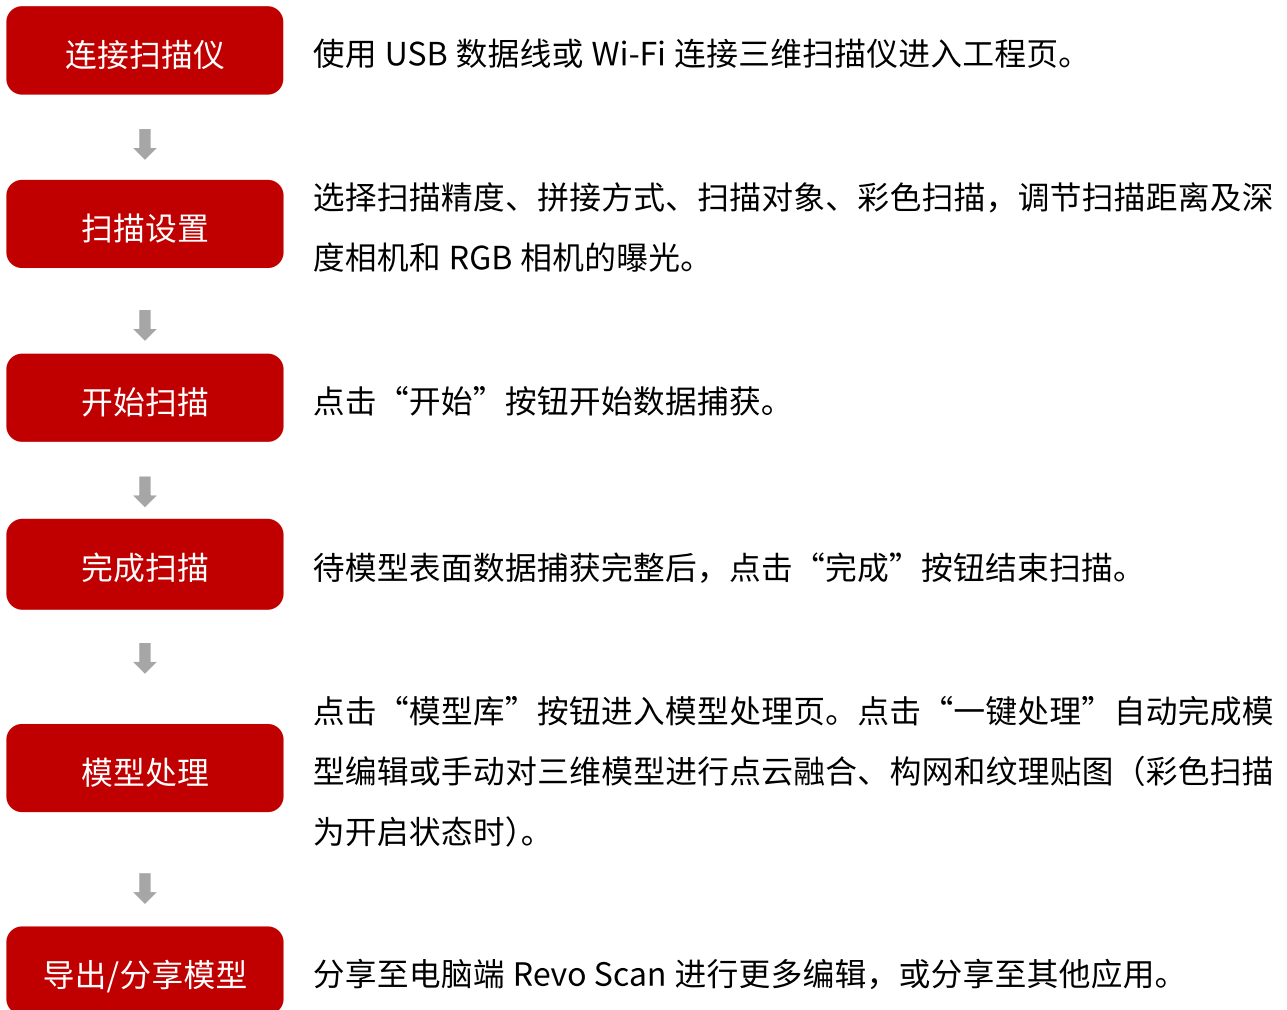 连接扫描仪
使用 USB 数据线或 Wi-Fi 连接三维扫描仪进入工程页。
扫描设置
选择扫描精度、拼接方式、扫描对象、彩色扫描，调节扫描距离及深
度相机和 RGB 相机的曝光。
开始扫描
点击“开始”按钮开始数据捕获。
完成扫描
待模型表面数据捕获完整后，点击“完成”按钮结束扫描。
模型处理
点击“模型库”按钮进入模型处理页。点击“一键处理”自动完成模
型编辑或手动对三维模型进行点云融合、构网和纹理贴图（彩色扫描
为开启状态时）。
导出/分享模型
分享至电脑端 Revo Scan 进行更多编辑，或分享至其他应用。